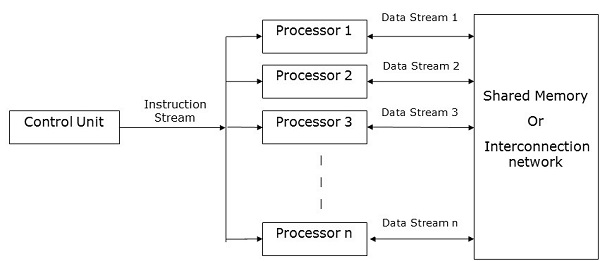 Processor 1
Data Stream 1
Processor 2
Data Stream 2
Instruction
Stream
Control Unit
Processor 3
Data Stream 3
Shared Memory
Or
Interconnection
network
Processor n
Data Stream n